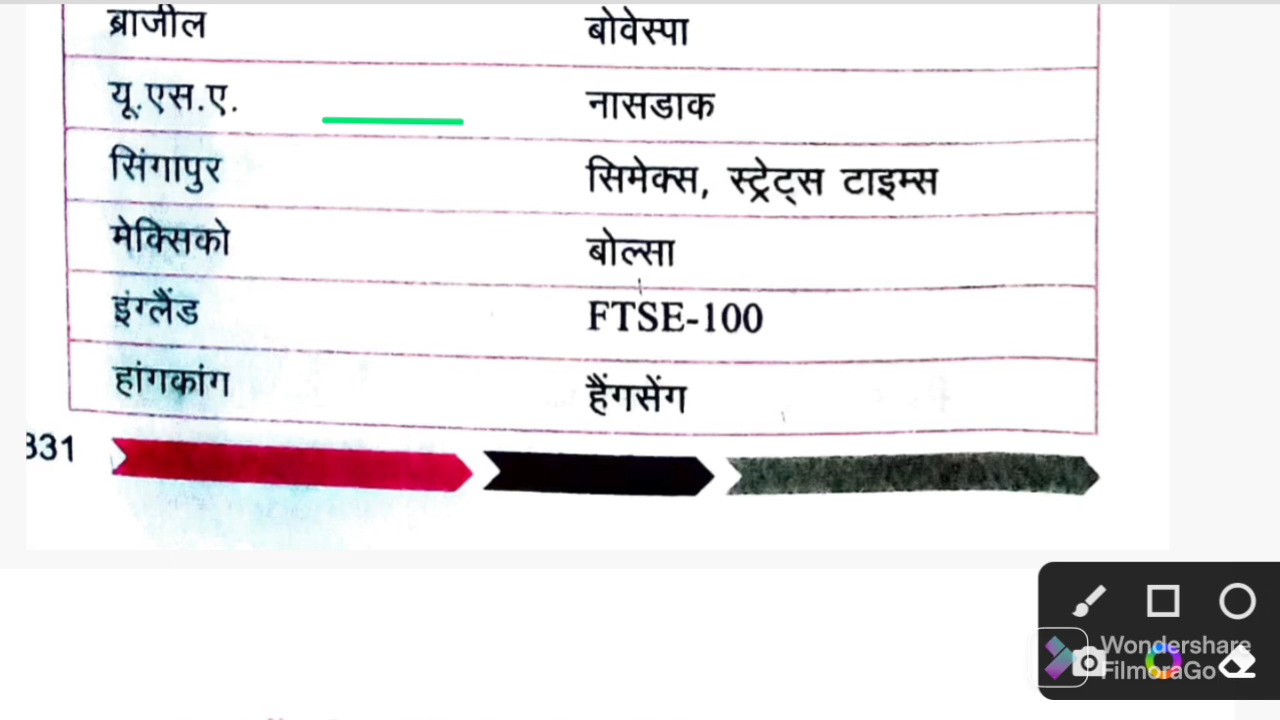 ब्राजील बोवेस्पा
यू.एस.ए. नासडाक
सिंगापुर सिमेक्स, स्ट्रेट्स टाइम्स
मेक्सिको बोल्सा
इंग्लैंड FTSE-100
हांगकांग हैंगसेंग
331
Wondershare
FilmoraGo